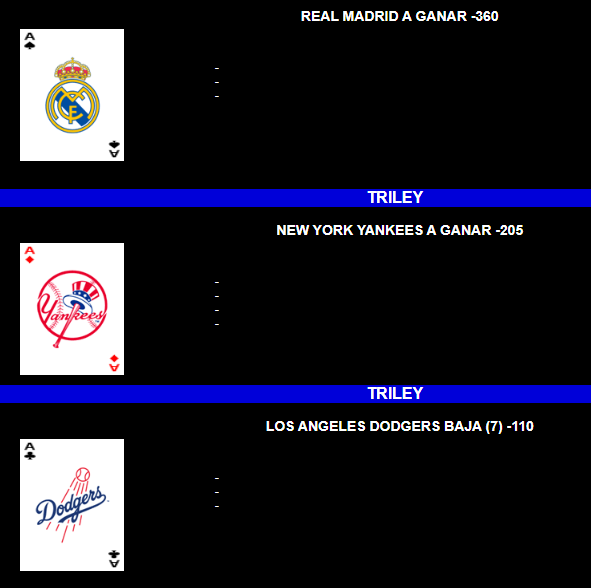 REAL MADRID A GANAR -360
A
-
-
-
A
TRILEY
NEW YORK YANKEES A GANAR -205
A
-
Yankees
-
-
-
A
TRILEY
LOS ANGELES DODGERS BAJA (7) -110
A
-
Dodgers
-
-
A